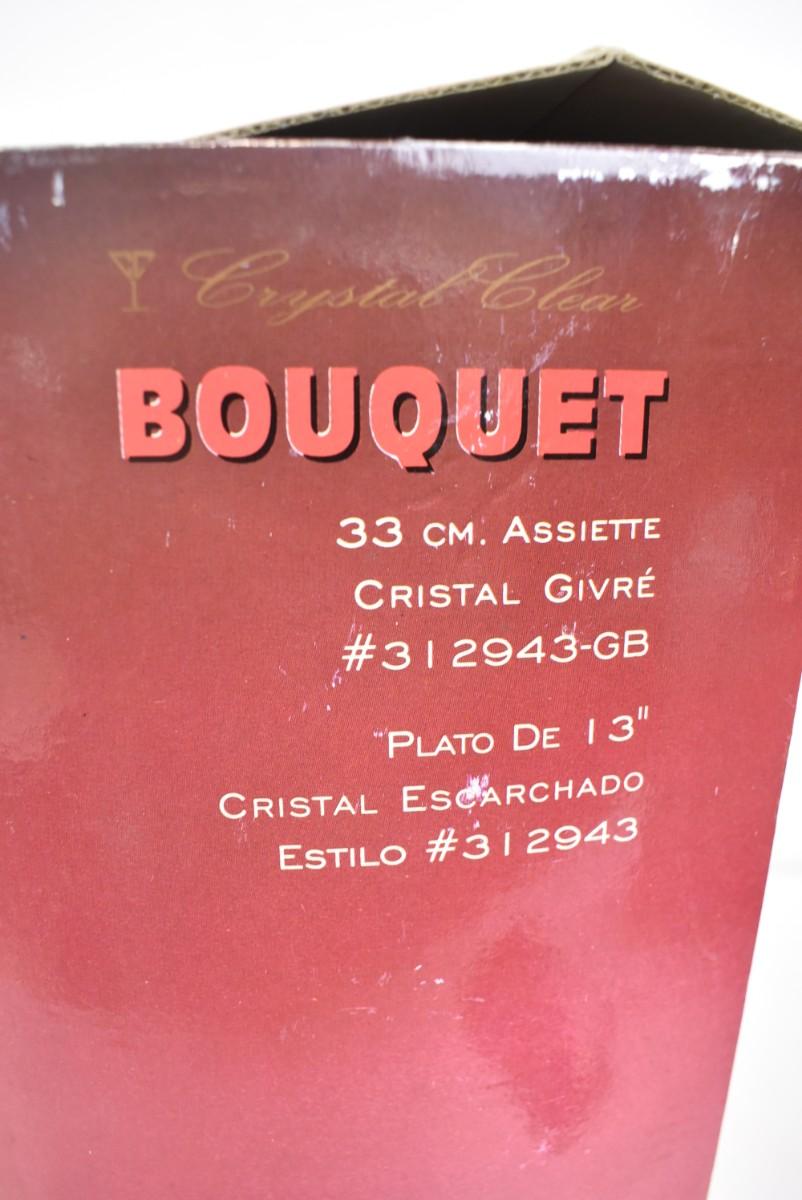 Crystal Clear
BOUQUET
33 CM. ASSIETTE
CRISTAL GIVRÉ
#312943-GB
PLATO DE 13"
CRISTAL ESCARCHADO
ESTILO #312943